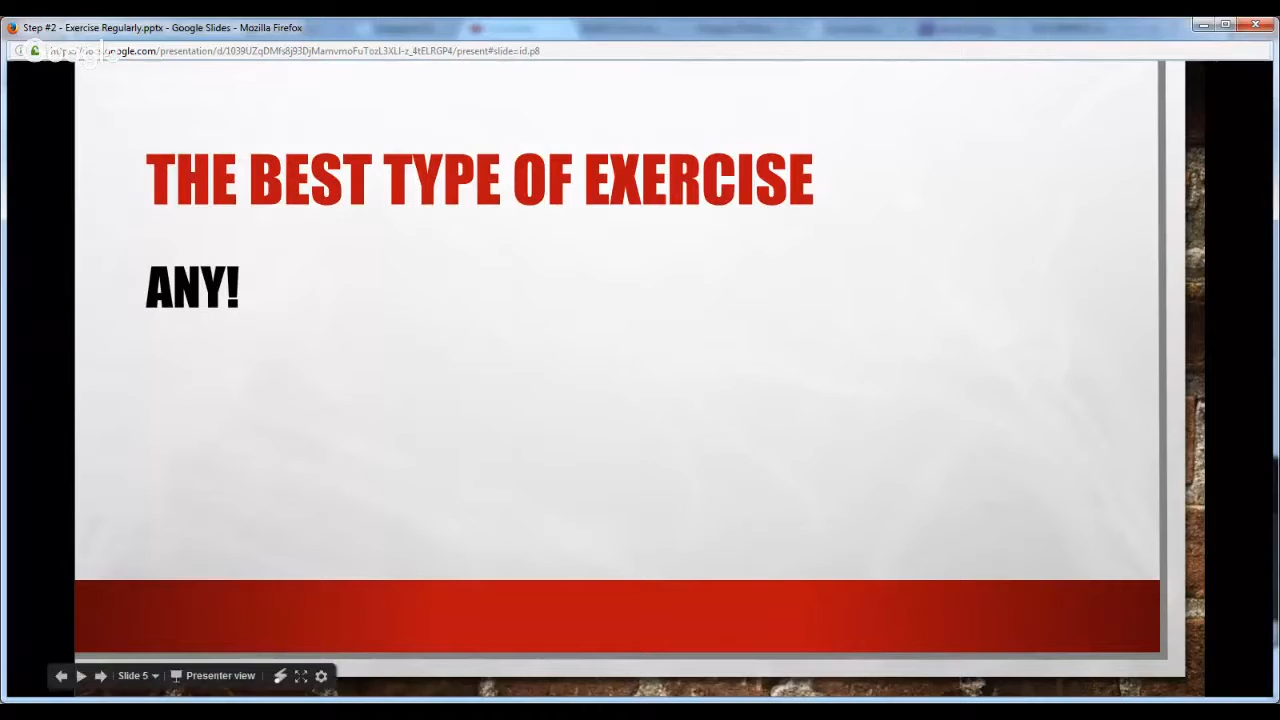 Step #2 - Exercise Regularly.pptx - Google Slides - Mozilla Firefox
Google
THE BEST TYPE OF EXERCISE
ANY!
Slide 5
Presenter view